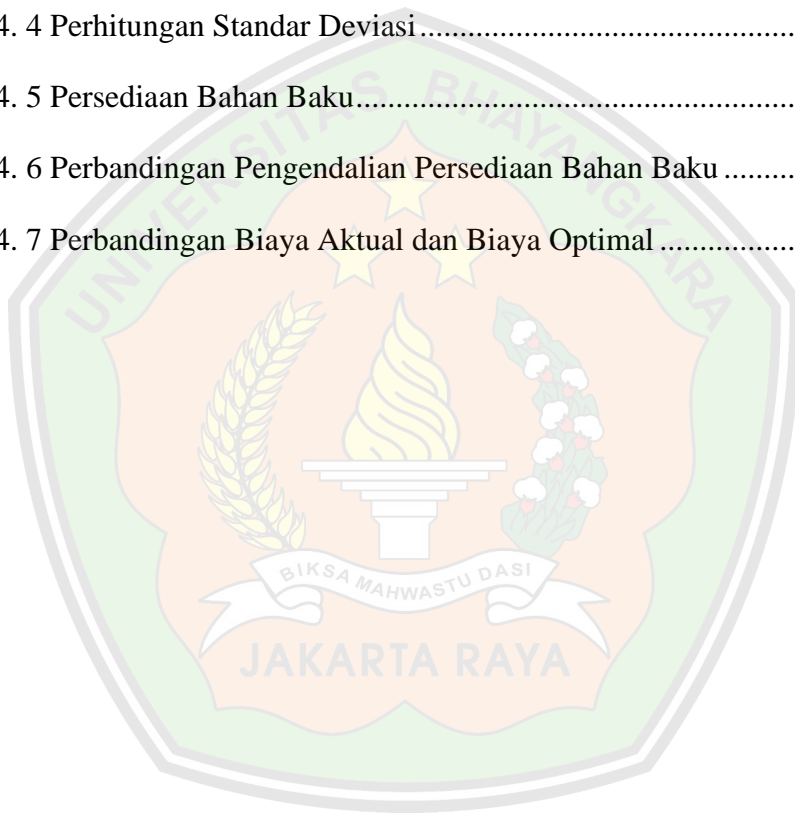 4. 4 Perhitungan Standar Deviasi...............................................
4. 5 Persediaan Bahan Baku.......................................................
4. 6 Perbandingan Pengendalian Persediaan Bahan Baku .........
4. 7 Perbandingan Biaya Aktual dan Biaya Optimal .................
UNIVERSITAS BHAYANGKARA
BIKSA MAHWASTU DASI
JAKARTA RAYA